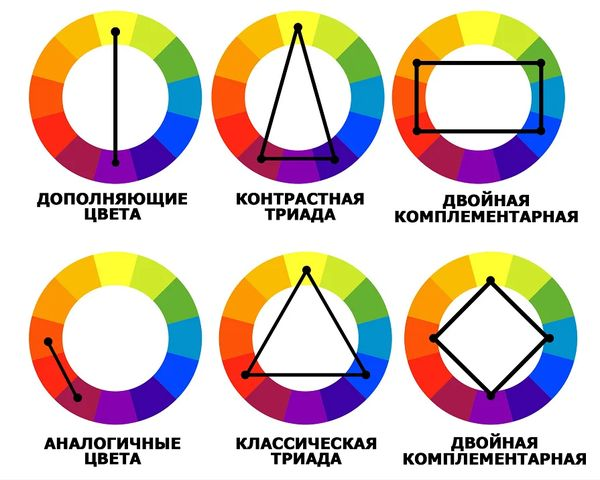 ДОПОЛНЯЮЩИЕ
ЦВЕТА
КОНТРАСТНАЯ
ТРИАДА
ДВОЙНАЯ
КОМПЛЕМЕНТАРНАЯ
АНАЛОГИЧНЫЕ
ЦВЕТА
КЛАССИЧЕСКАЯ
ТРИАДА
ДВОЙНАЯ
КОМПЛЕМЕНТАРНАЯ